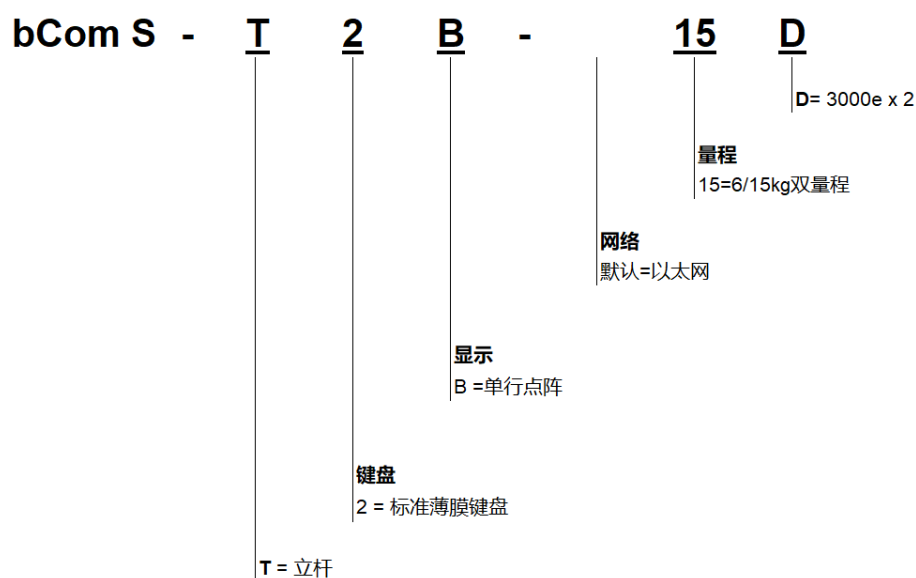 bCom S - T 2 B - 15 D
D= 3000e x 2
量程
15=6/15kg双量程
网络
默认=以太网
显示
B =单行点阵
键盘
2 = 标准薄膜键盘
T = 立杆